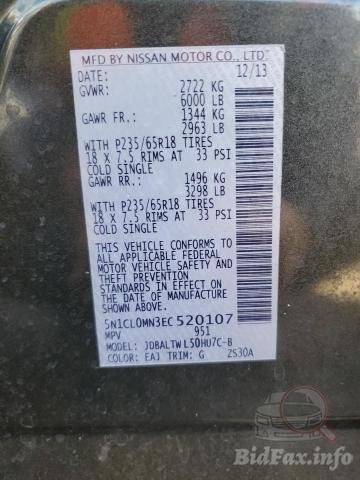 MFD BY NISSAN MOTOR CO., LTD
DATE: 12/13
GVWR: 2722 KG
6000 LB
GAWR FR.: 1344 KG
2963 LB
WITH P235/65R18 TIRES
18 X 7.5 RIMS AT 33 PSI
COLD SINGLE
GAWR RR.: 1496 KG
3298 LB
WITH P235/65R18 TIRES
18 X 7.5 RIMS AT 33 PSI
COLD SINGLE
THIS VEHICLE CONFORMS TO
ALL APPLICABLE FEDERAL
MOTOR VEHICLE SAFETY AND
THEFT PREVENTION
STANDARDS IN EFFECT ON
THE DATE OF MANUFACTURE
SHOWN ABOVE.
5N1CL0MN3EC520107
MPV 951
MODEL: JDBALTWL50HU7C-B
COLOR: EAJ TRIM: G ZS30A
BidFax.info